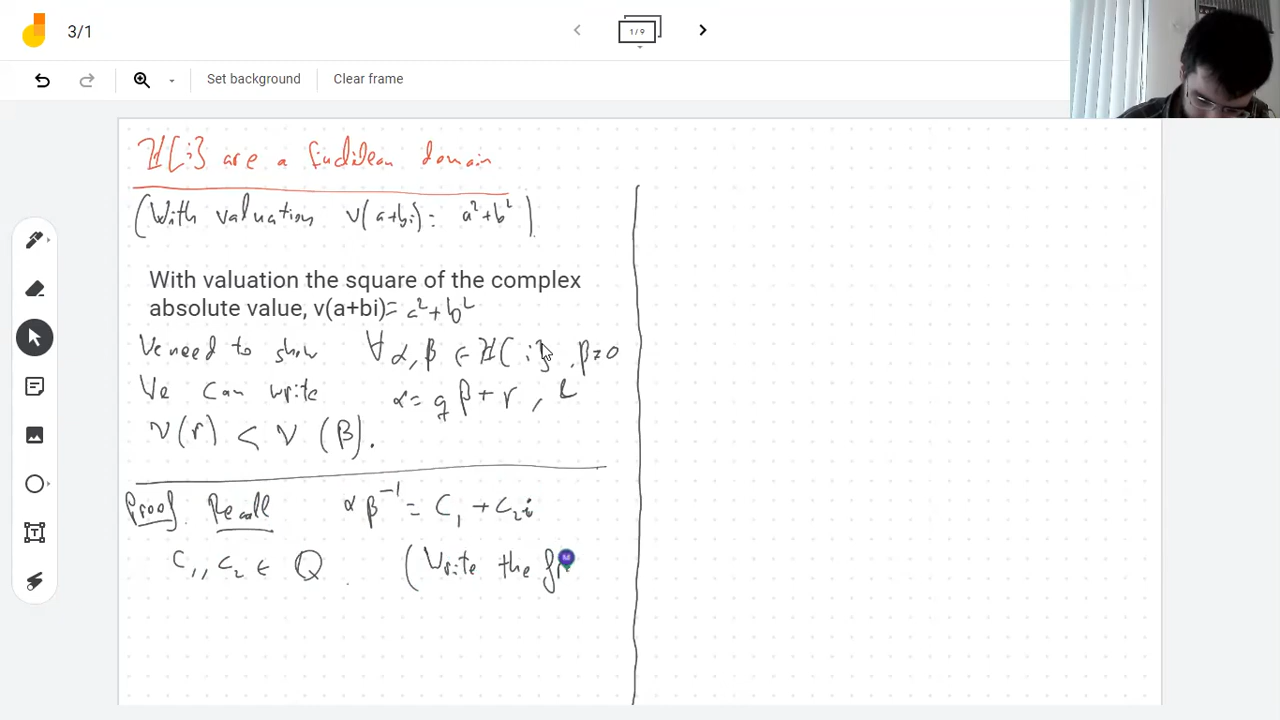 3/1
1/9
Set background
Clear frame
ℤ[i] are a Euclidean domain
(With valuation v(a+bi) = a²+b²)
With valuation the square of the complex
absolute value, v(a+bi)= a²+b²
We need to show ∀ α, β ∈ ℤ[i], β≠0
We can write α = qβ + r,
v(r) < v(β).
Proof. Recall αβ⁻¹ = C₁ + C₂i
C₁, C₂ ∈ Q. (Write the
M